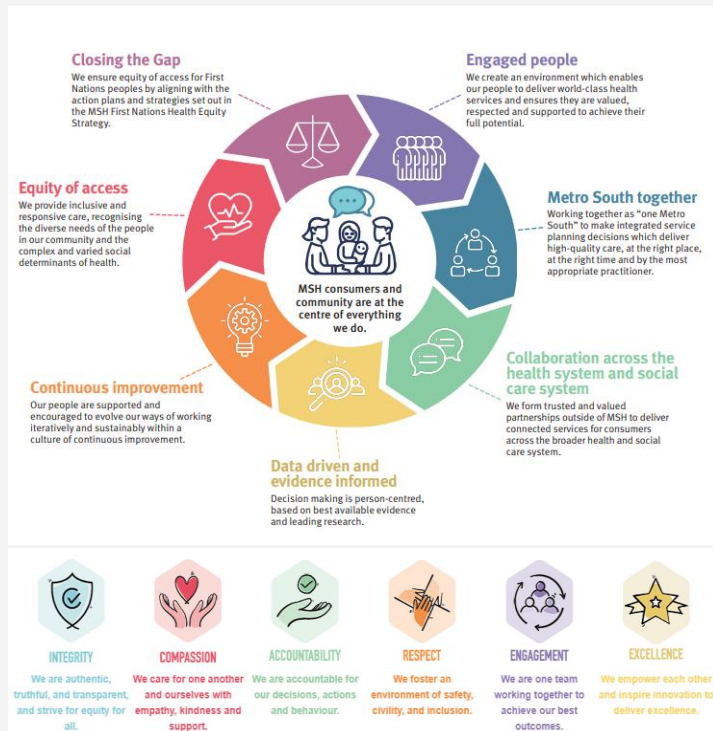 Closing the Gap
We ensure equity of access for First
Nations peoples by aligning with the
action plans and strategies set out in
the MSH First Nations Health Equity
Strategy.
Engaged people
We create an environment which enables
our people to deliver world-class health
services and ensures they are valued,
respected and supported to achieve their
full potential.
Equity of access
We provide inclusive and
responsive care, recognising
the diverse needs of the people
in our community and the
complex and varied social
determinants of health.
Metro South together
Working together as "one Metro
South" to make integrated service
planning decisions which deliver
high-quality care, at the right place,
at the right time and by the most
appropriate practitioner.
MSH consumers and
community are at the
centre of everything
we do.
Continuous improvement
Our people are supported and
encouraged to evolve our ways of working
iteratively and sustainably within a
culture of continuous improvement.
Collaboration across the
health system and social
care system
We form trusted and valued
partnerships outside of MSH to deliver
connected services for consumers
across the broader health and social
care system.
Data driven and
evidence informed
Decision making is person-centred,
based on best available evidence
and leading research.
INTEGRITY
We are authentic,
truthful, and transparent,
and strive for equity for
all.
COMPASSION
We care for one another
and ourselves with
empathy, kindness and
support.
ACCOUNTABILITY
We are accountable for
our decisions, actions
and behaviour.
RESPECT
We foster an
environment of safety,
civility, and inclusion.
ENGAGEMENT
We are one team
working together to
achieve our best
outcomes.
EXCELLENCE
We empower each other
and inspire innovation to
deliver excellence.